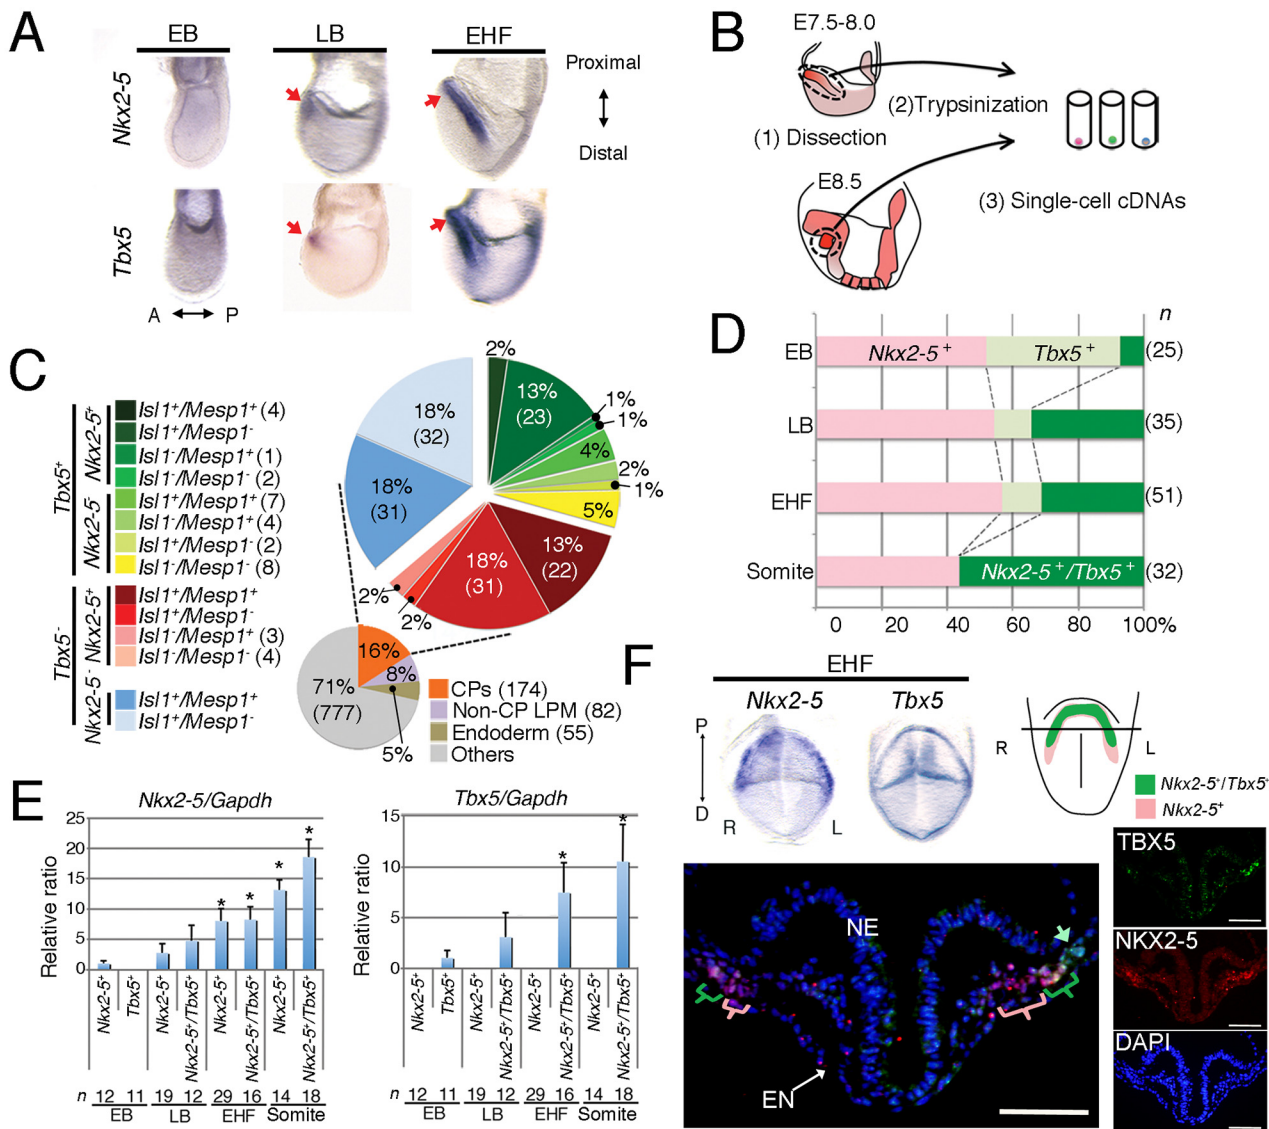 A
EB
LB
EHF
Nkx2-5
Tbx5
Proximal
Distal
A
P
B
E7.5-8.0
(2)Trypsinization
(1) Dissection
E8.5
(3) Single-cell cDNAs
C
Tbx5⁺
Nkx2-5⁺
Isl1⁺/Mesp1⁺ (4)
Isl1⁺/Mesp1⁻
Isl1⁻/Mesp1⁺ (1)
Isl1⁻/Mesp1⁻ (2)
Nkx2-5⁻
Isl1⁺/Mesp1⁺ (7)
Isl1⁻/Mesp1⁺ (4)
Isl1⁺/Mesp1⁻ (2)
Isl1⁻/Mesp1⁻ (8)
Tbx5⁻
Nkx2-5⁺
Isl1⁺/Mesp1⁺
Isl1⁺/Mesp1⁻
Isl1⁻/Mesp1⁺ (3)
Isl1⁻/Mesp1⁻ (4)
Nkx2-5⁻
Isl1⁺/Mesp1⁺
Isl1⁺/Mesp1⁻
2%
13%
(23)
1%
1%
4%
2%
1%
5%
13%
(22)
18%
(31)
2%
2%
18%
(31)
18%
(32)
16%
8%
5%
71%
(777)
CPs (174)
Non-CP LPM (82)
Endoderm (55)
Others
D
n
EB
Nkx2-5⁺
Tbx5⁺
(25)
LB
(35)
EHF
(51)
Somite
Nkx2-5⁺/Tbx5⁺
(32)
0 20 40 60 80 100%
E
Nkx2-5/Gapdh
Relative ratio
25
20
15
10
5
0
* * * *
Nkx2-5⁺
Tbx5⁺
Nkx2-5⁺
Nkx2-5⁺/Tbx5⁺
Nkx2-5⁺
Nkx2-5⁺/Tbx5⁺
Nkx2-5⁺
Nkx2-5⁺/Tbx5⁺
n 12 11 19 12 29 16 14 18
EB LB EHF Somite
Tbx5/Gapdh
Relative ratio
15
10
5
0
* *
Nkx2-5⁺
Tbx5⁺
Nkx2-5⁺
Nkx2-5⁺/Tbx5⁺
Nkx2-5⁺
Nkx2-5⁺/Tbx5⁺
Nkx2-5⁺
Nkx2-5⁺/Tbx5⁺
n 12 11 19 12 29 16 14 18
EB LB EHF Somite
F
EHF
Nkx2-5
Tbx5
P
D
R
L
R
L
Nkx2-5⁺/Tbx5⁺
Nkx2-5⁺
NE
EN
TBX5
NKX2-5
DAPI